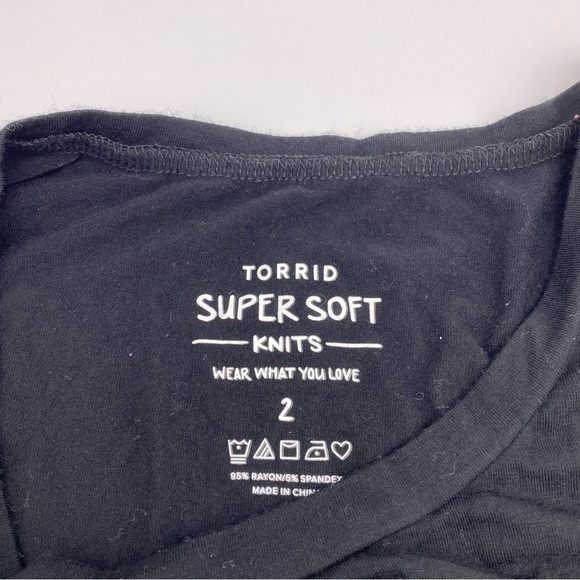 TORRID
SUPER SOFT
KNITS
WEAR WHAT YOU LOVE
2
95% RAYON/5% SPANDEX
MADE IN CHINA